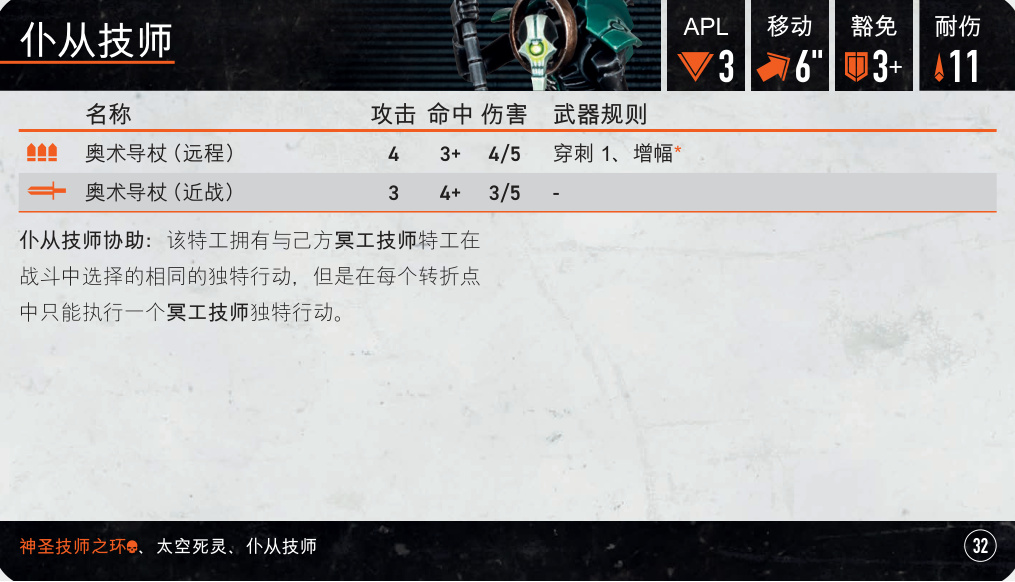 仆从技师
APL 移动 豁免 耐伤
3 6" 3+ 11
名称 攻击 命中 伤害 武器规则
奥术导杖（远程） 4 3+ 4/5 穿刺 1、增幅*
奥术导杖（近战） 3 4+ 3/5 -
仆从技师协助：该特工拥有与己方冥工技师特工在
战斗中选择的相同的独特行动，但是在每个转折点
中只能执行一个冥工技师独特行动。
神圣技师之环、太空死灵、仆从技师
32